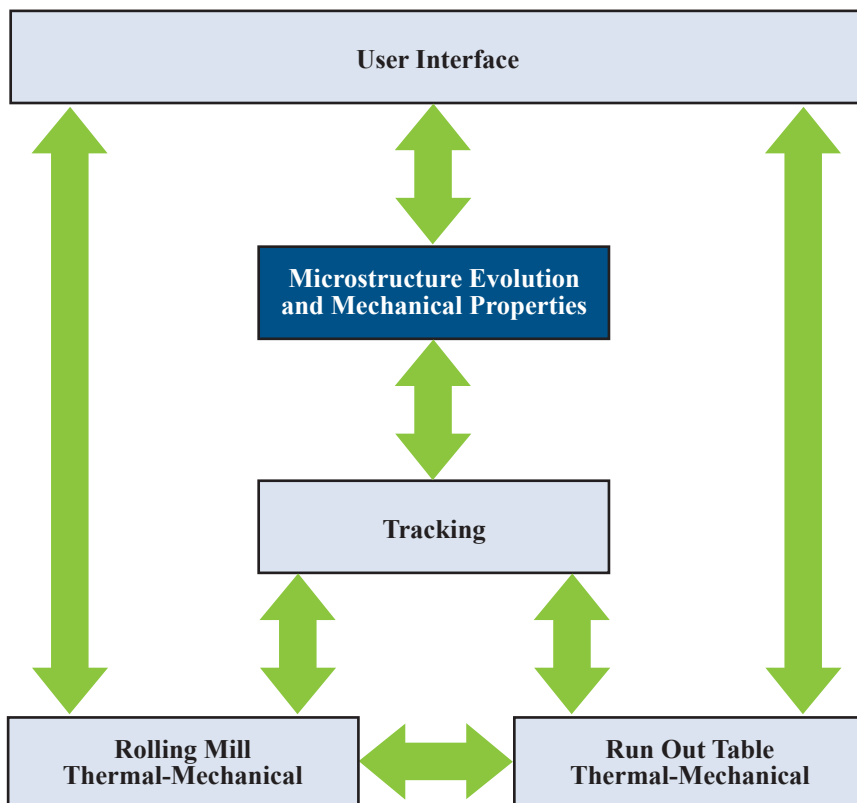 User Interface
Microstructure Evolution
and Mechanical Properties
Tracking
Rolling Mill
Thermal-Mechanical
Run Out Table
Thermal-Mechanical